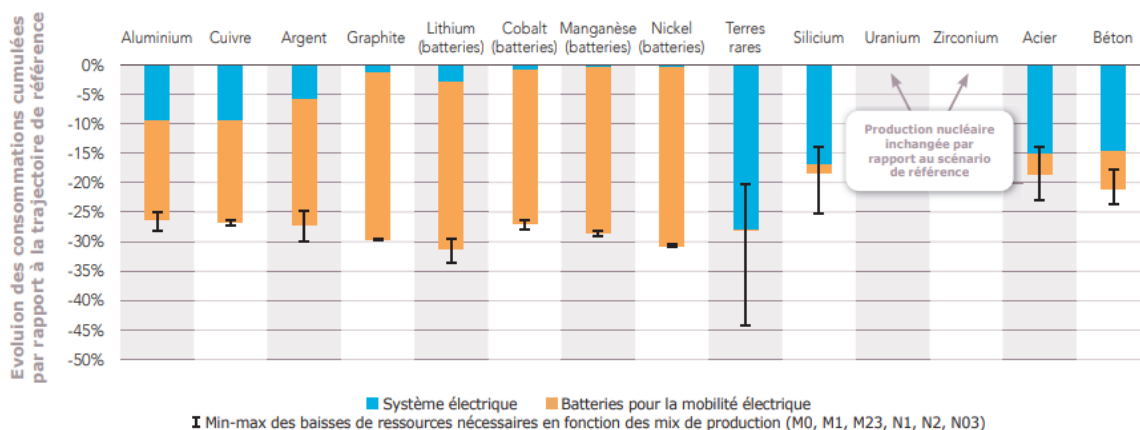 Evoluion des consommations cumulées
par rapport à la trajectoire de référence
Aluminium
Cuivre
Argent
Graphite
Lithium
(batteries)
Cobalt
(batteries)
Manganèse
(batteries)
Nickel
(batteries)
Terres
rares
Silicium
Uranium
Zirconium
Acier
Béton
0%
-5%
-10%
-15%
-20%
-25%
-30%
-35%
-40%
-45%
-50%
Production nucléaire
inchangée par
rapport au scénario
de référence
Système électrique
Batteries pour la mobilité électrique
Min-max des baisses de ressources nécessaires en fonction des mix de production (M0, M1, M23, N1, N2, N03)